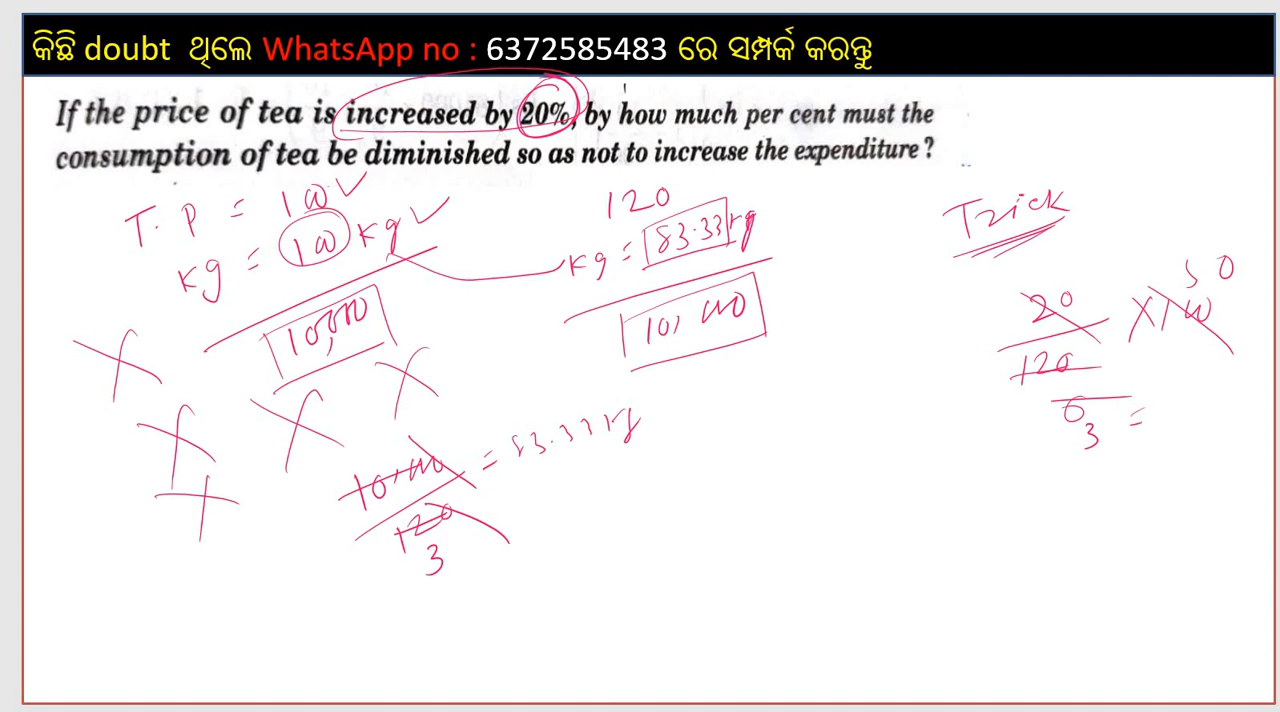 କିଛି doubt ଥିଲେ WhatsApp no : 6372585483 ରେ ସମ୍ପର୍କ କରନ୍ତୁ
If the price of tea is increased by 20%, by how much per cent must the
consumption of tea be diminished so as not to increase the expenditure ?
T.P = 100
kg = 100 kg
10,000
120
kg = 83.33 kg
10,000
Trick
50
20
× 100
120
6
3 =
10,000
= 83.33 kg
120
3